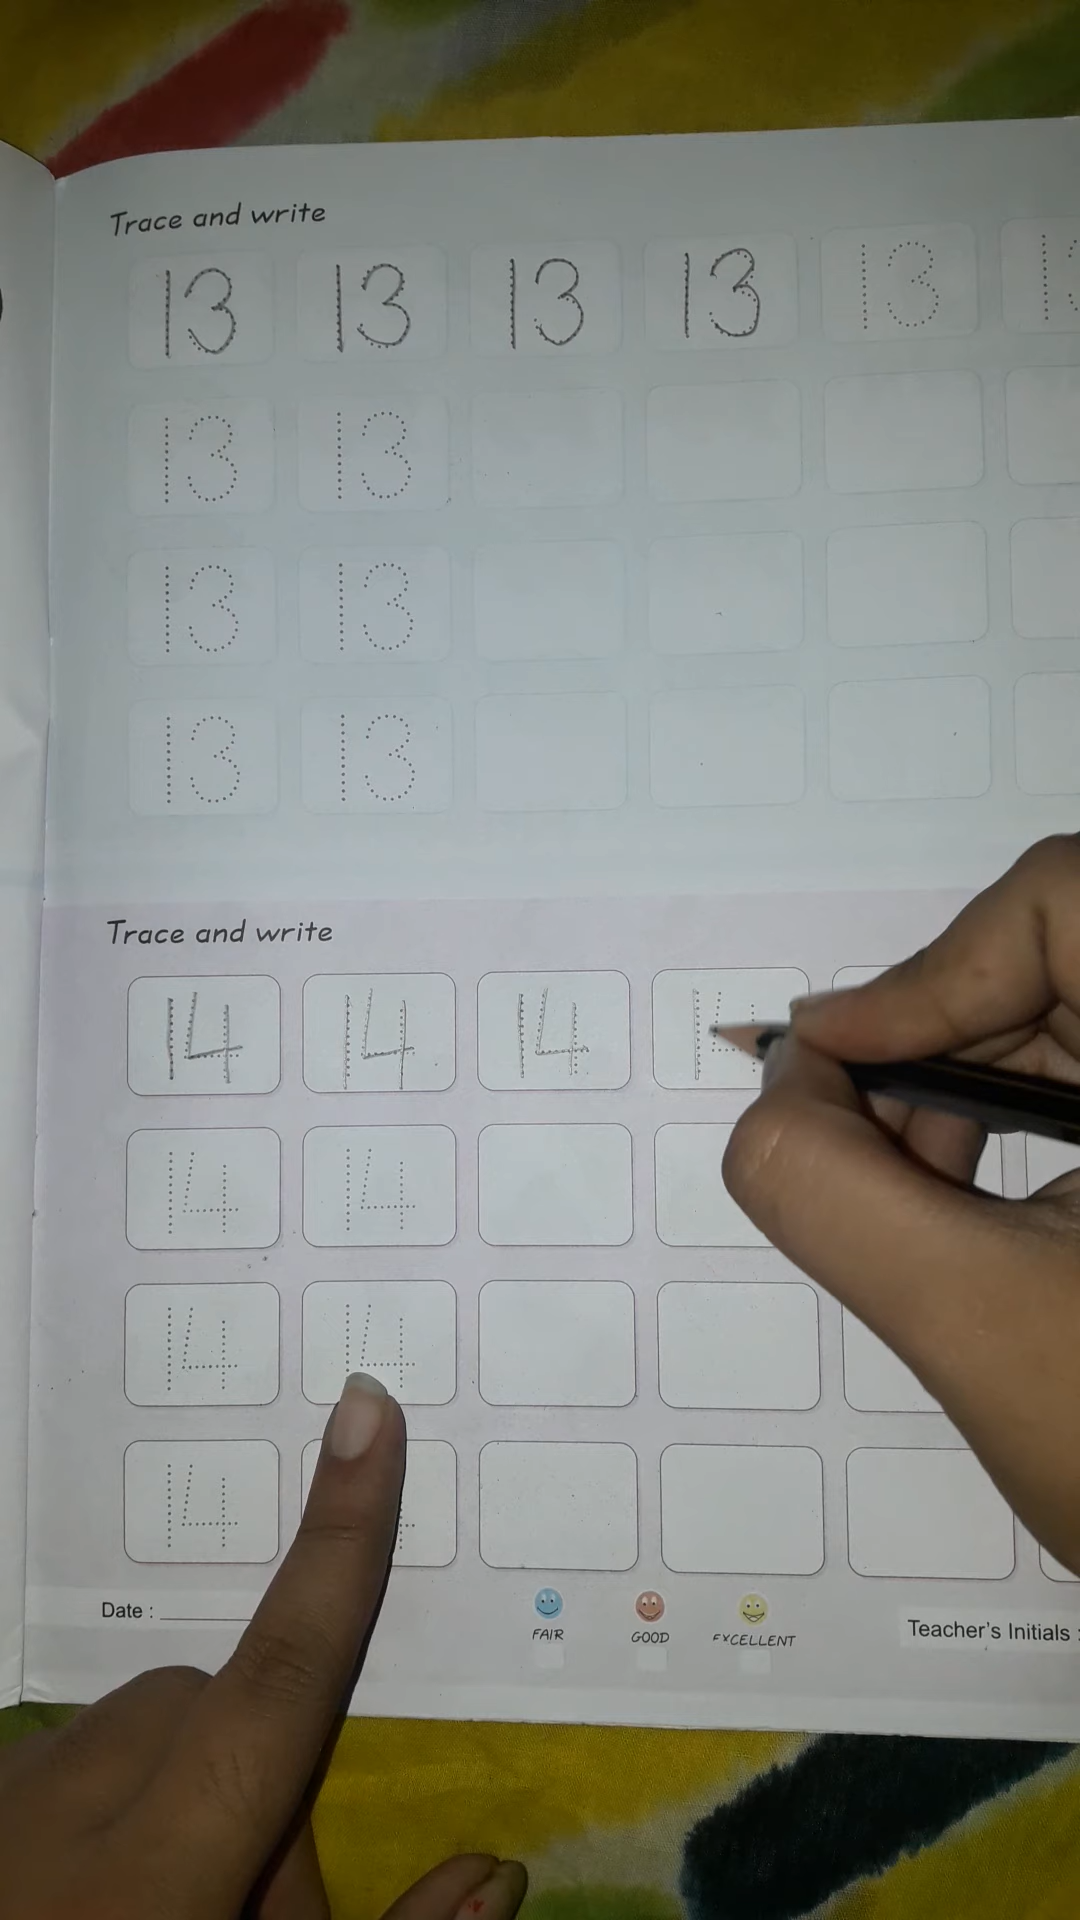 Trace and write
13 13 13 13 13
13 13
13 13
13 13
Trace and write
14 14 14 14
14 14
14 14
14
Date :
FAIR GOOD EXCELLENT
Teacher's Initials :